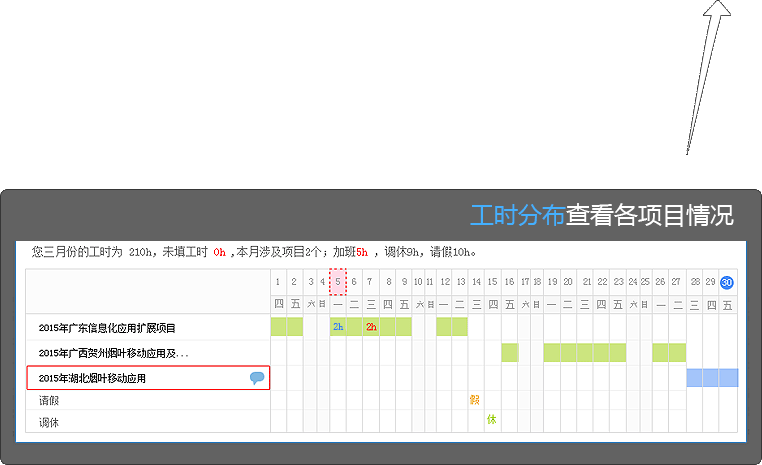 工时分布查看各项目情况
您三月份的工时为 210h，未填工时 0h ,本月涉及项目2个；加班5h ，调休9h，请假10h。
1 2 3 4 5 6 7 8 9 10 11 12 13 14 15 16 17 18 19 20 21 22 23 24 25 26 27 28 29 30
四 五 六 日 一 二 三 四 五 六 日 一 二 三 四 五 六 日 一 二 三 四 五 六 日 一 二 三 四 五
2015年广东信息化应用扩展项目 2h 2h
2015年广西贺州烟叶移动应用及...
2015年湖北烟叶移动应用
请假 假
调休 休